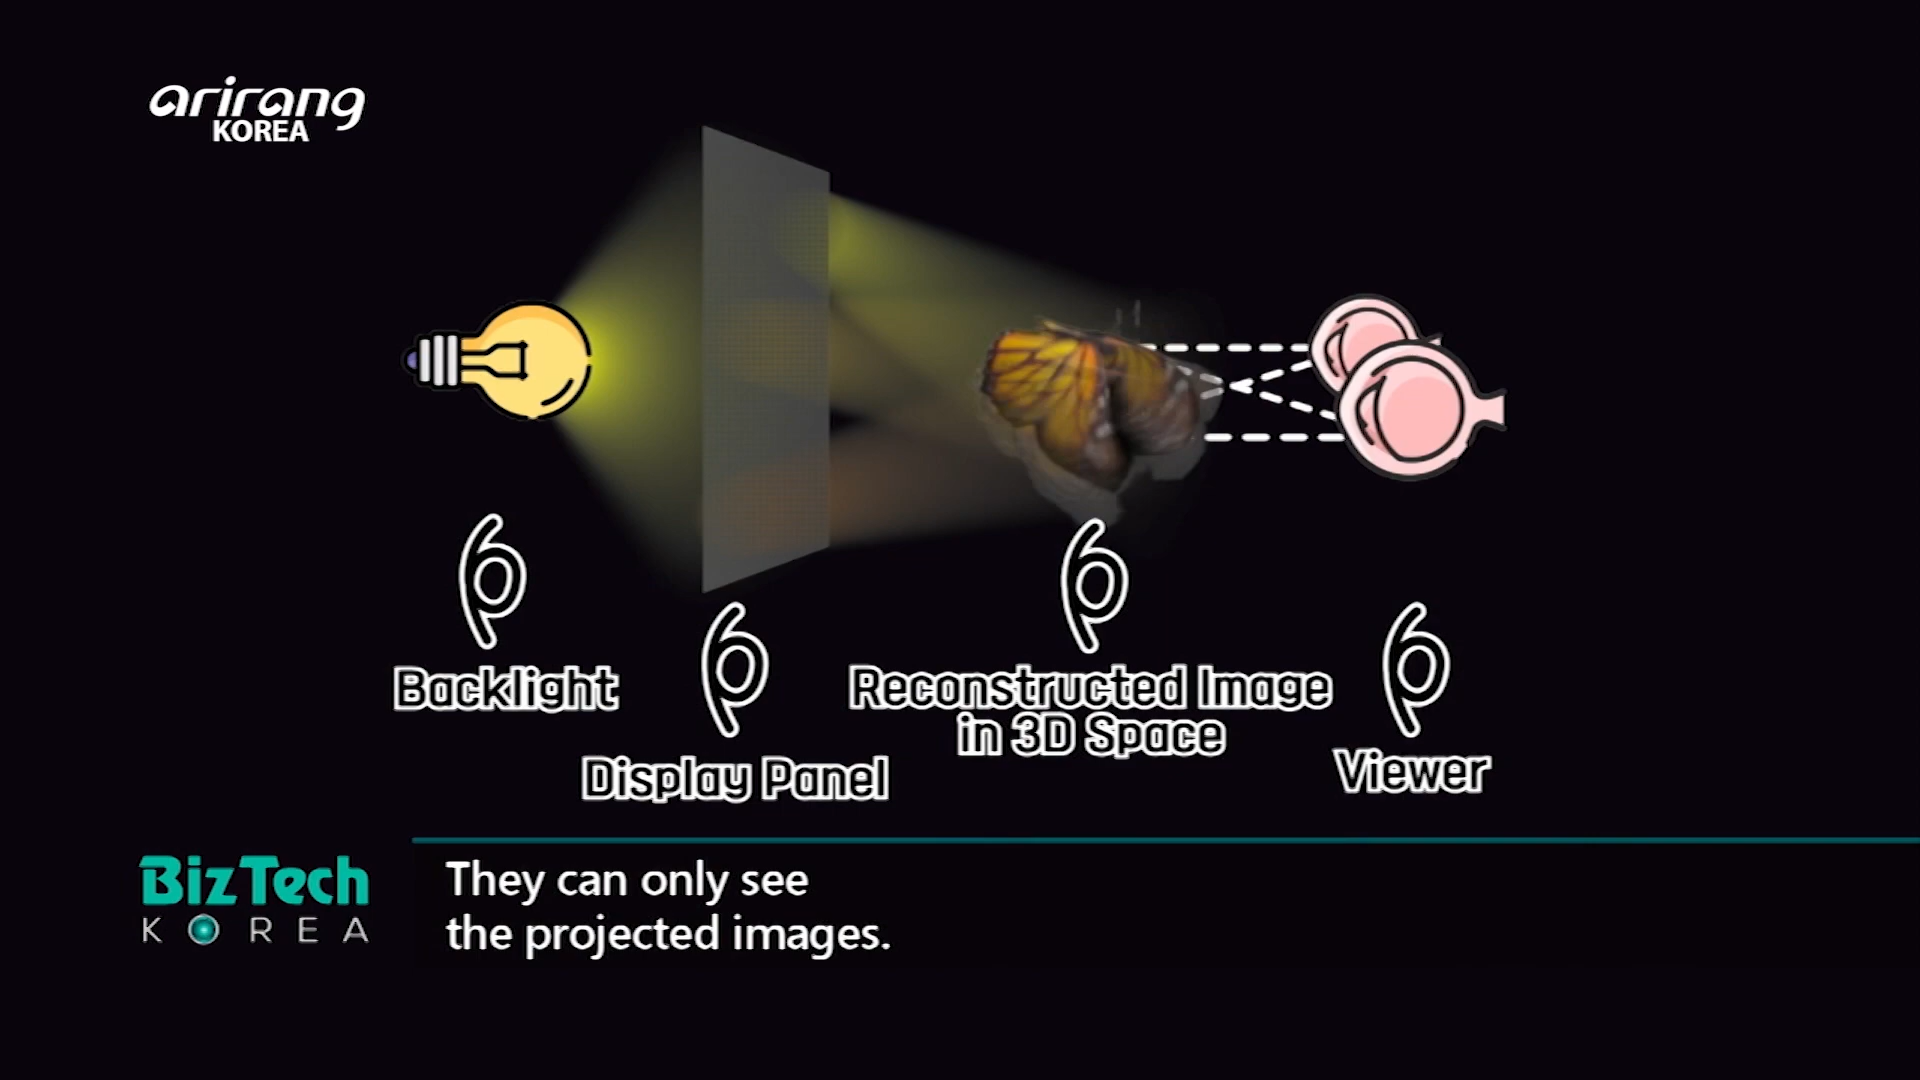 arirang
KOREA
Backlight
Display Panel
Reconstructed Image
in 3D Space
Viewer
BizTech
KOREA
They can only see
the projected images.